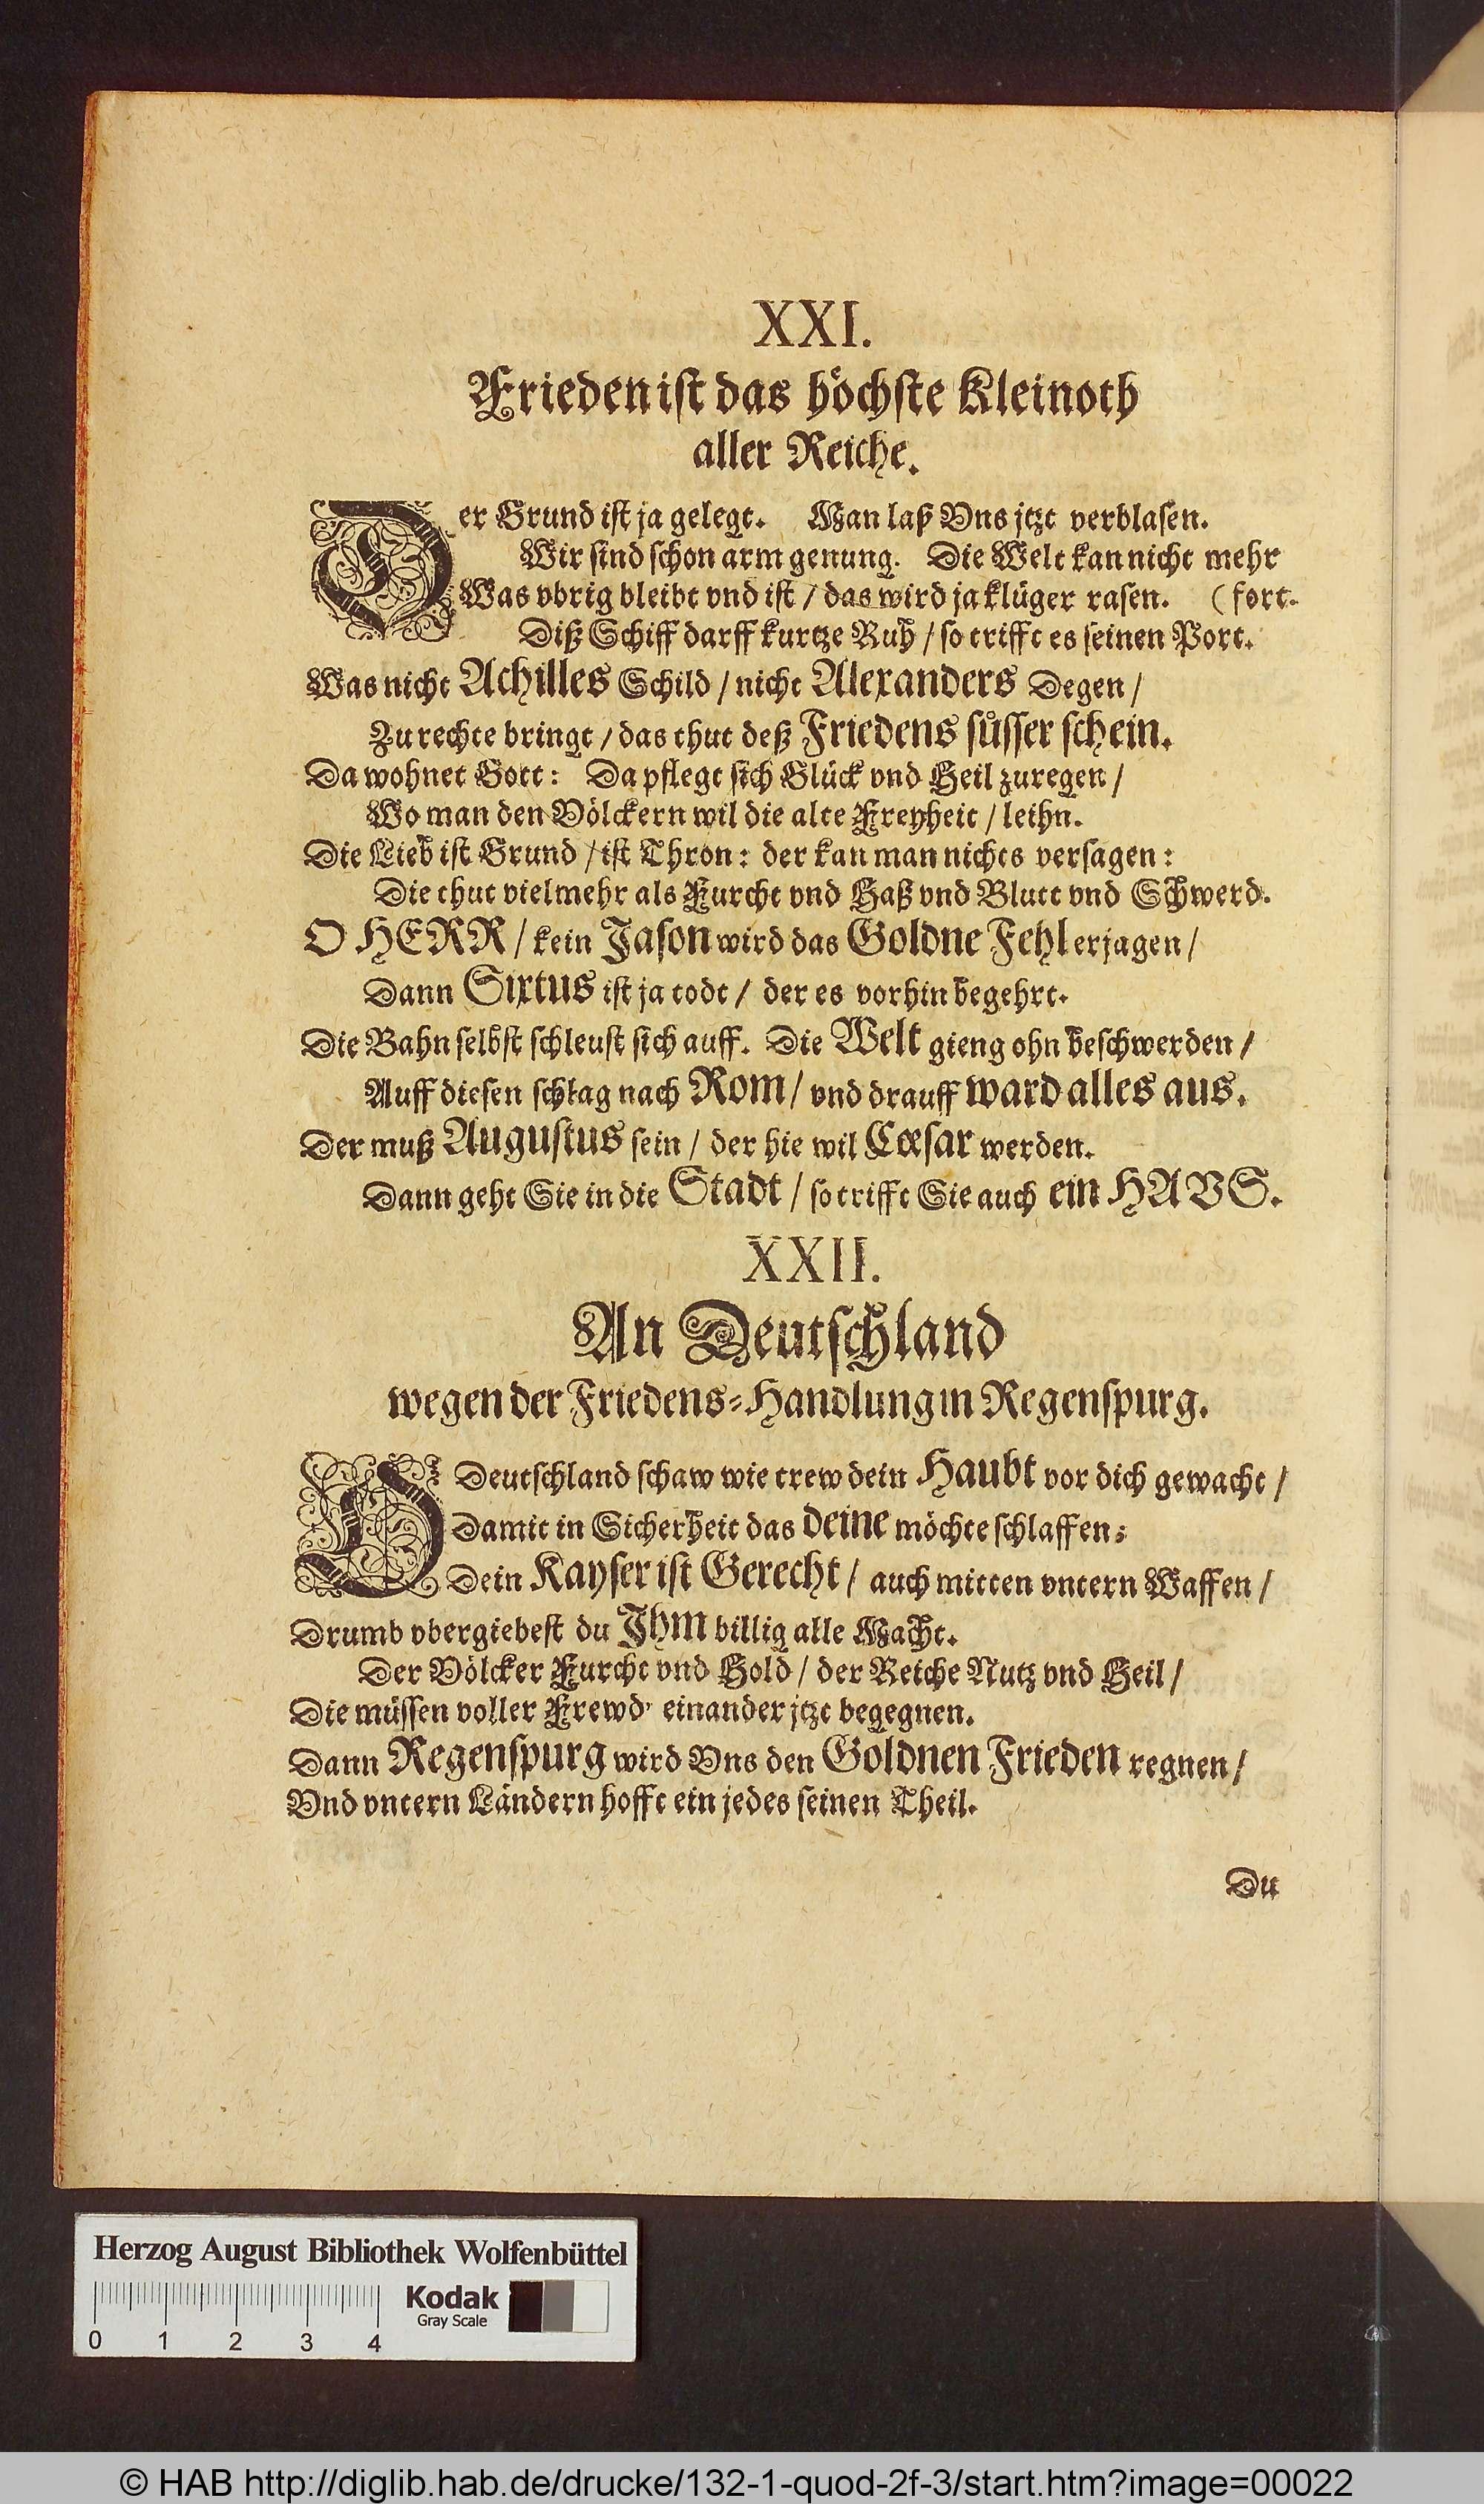 XXI.
Frieden ist das höchste Kleinoth
aller Reiche.
Der Grund ist ja gelegt. Man laß Vns jtzt verblasen.
Wir sind schon arm genung. Die Welt kan nicht mehr
Was vbrig bleibt vnd ist / das wird ja klüger rasen. (fort.
Diß Schiff darff kurtze Ruh / so trifft es seinen Port.
Was nicht Achilles Schild / nicht Alexanders Degen /
Zu rechte bringt / das thut deß Friedens süsser schein.
Da wohnet Gott: Da pflegt sich Glück vnd Heil zuregen /
Wo man den Völckern wil die alte Freyheit / leihn.
Die Lieb ist Grund / ist Thron: der kan man nichts versagen:
Die thut vielmehr als Furcht vnd Haß vnd Blutt vnd Schwerd.
O HERR / kein Jason wird das Goldne Fehl erjagen /
Dann Sixtus ist ja todt / der es vorhin begehrt.
Die Bahn selbst schleust sich auff. Die Welt gieng ohn beschwerden /
Auff diesen schlag nach Rom / vnd drauff ward alles aus.
Der muß Augustus sein / der hie wil Cæsar werden.
Dann geht Sie in die Stadt / so trifft Sie auch ein HAVS.
XXII.
An Deutschland
wegen der Friedens-Handlung in Regenspurg.
O Deutschland schaw wie trew dein Haubt vor dich gewacht /
Damit in Sicherheit das deine möchte schlaffen;
Dein Kayser ist Gerecht / auch mitten vntern Waffen /
Drumb vbergiebest du Ihm billig alle Macht.
Der Völcker Furcht vnd Hold / der Reiche Nutz vnd Heil /
Die müssen voller Frewd' einander jtzt begegnen.
Dann Regenspurg wird Vns den Goldnen Frieden regnen /
Vnd vntern Ländern hofft ein jedes seinen Theil.
Du
Herzog August Bibliothek Wolfenbüttel
Kodak
Gray Scale
0 1 2 3 4
© HAB http://diglib.hab.de/drucke/132-1-quod-2f-3/start.htm?image=00022